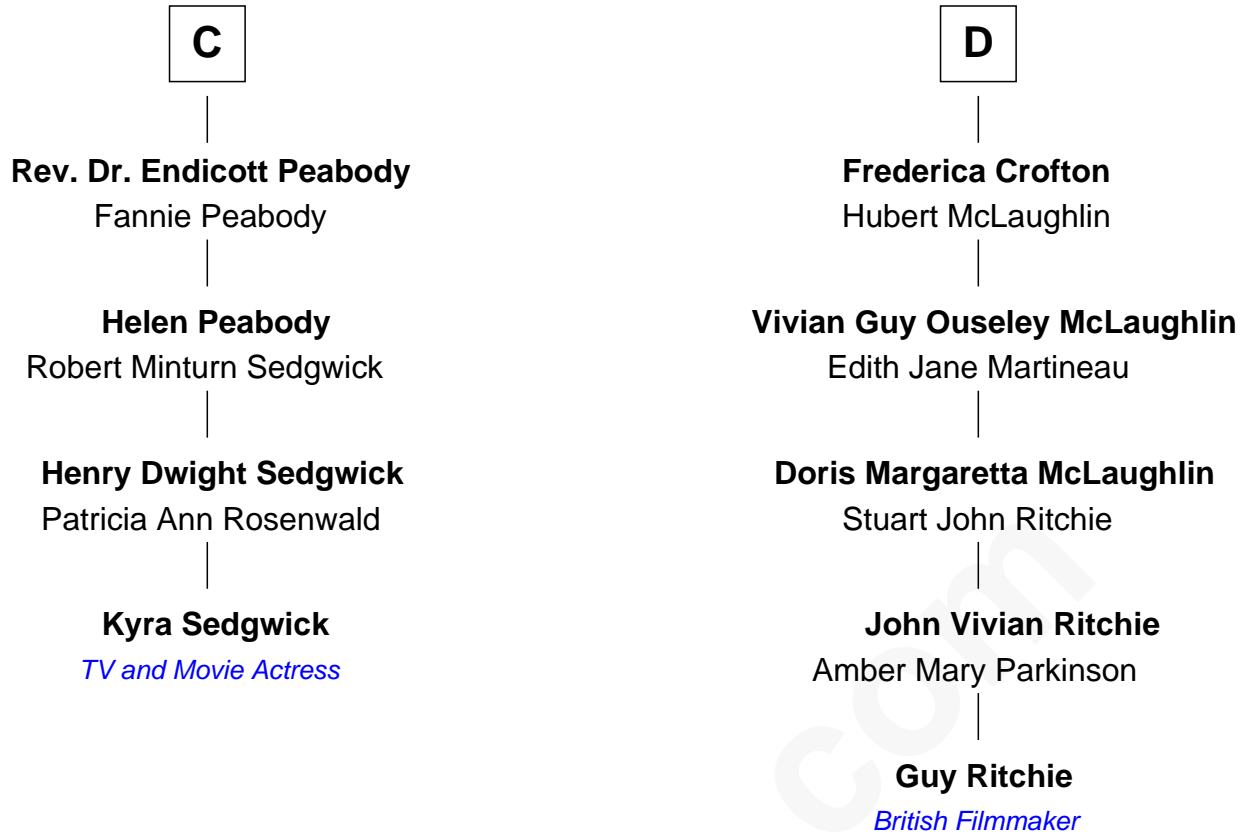 C
Rev. Dr. Endicott Peabody
Fannie Peabody
Helen Peabody
Robert Minturn Sedgwick
Henry Dwight Sedgwick
Patricia Ann Rosenwald
Kyra Sedgwick
TV and Movie Actress
D
Frederica Crofton
Hubert McLaughlin
Vivian Guy Ouseley McLaughlin
Edith Jane Martineau
Doris Margaretta McLaughlin
Stuart John Ritchie
John Vivian Ritchie
Amber Mary Parkinson
Guy Ritchie
British Filmmaker
com